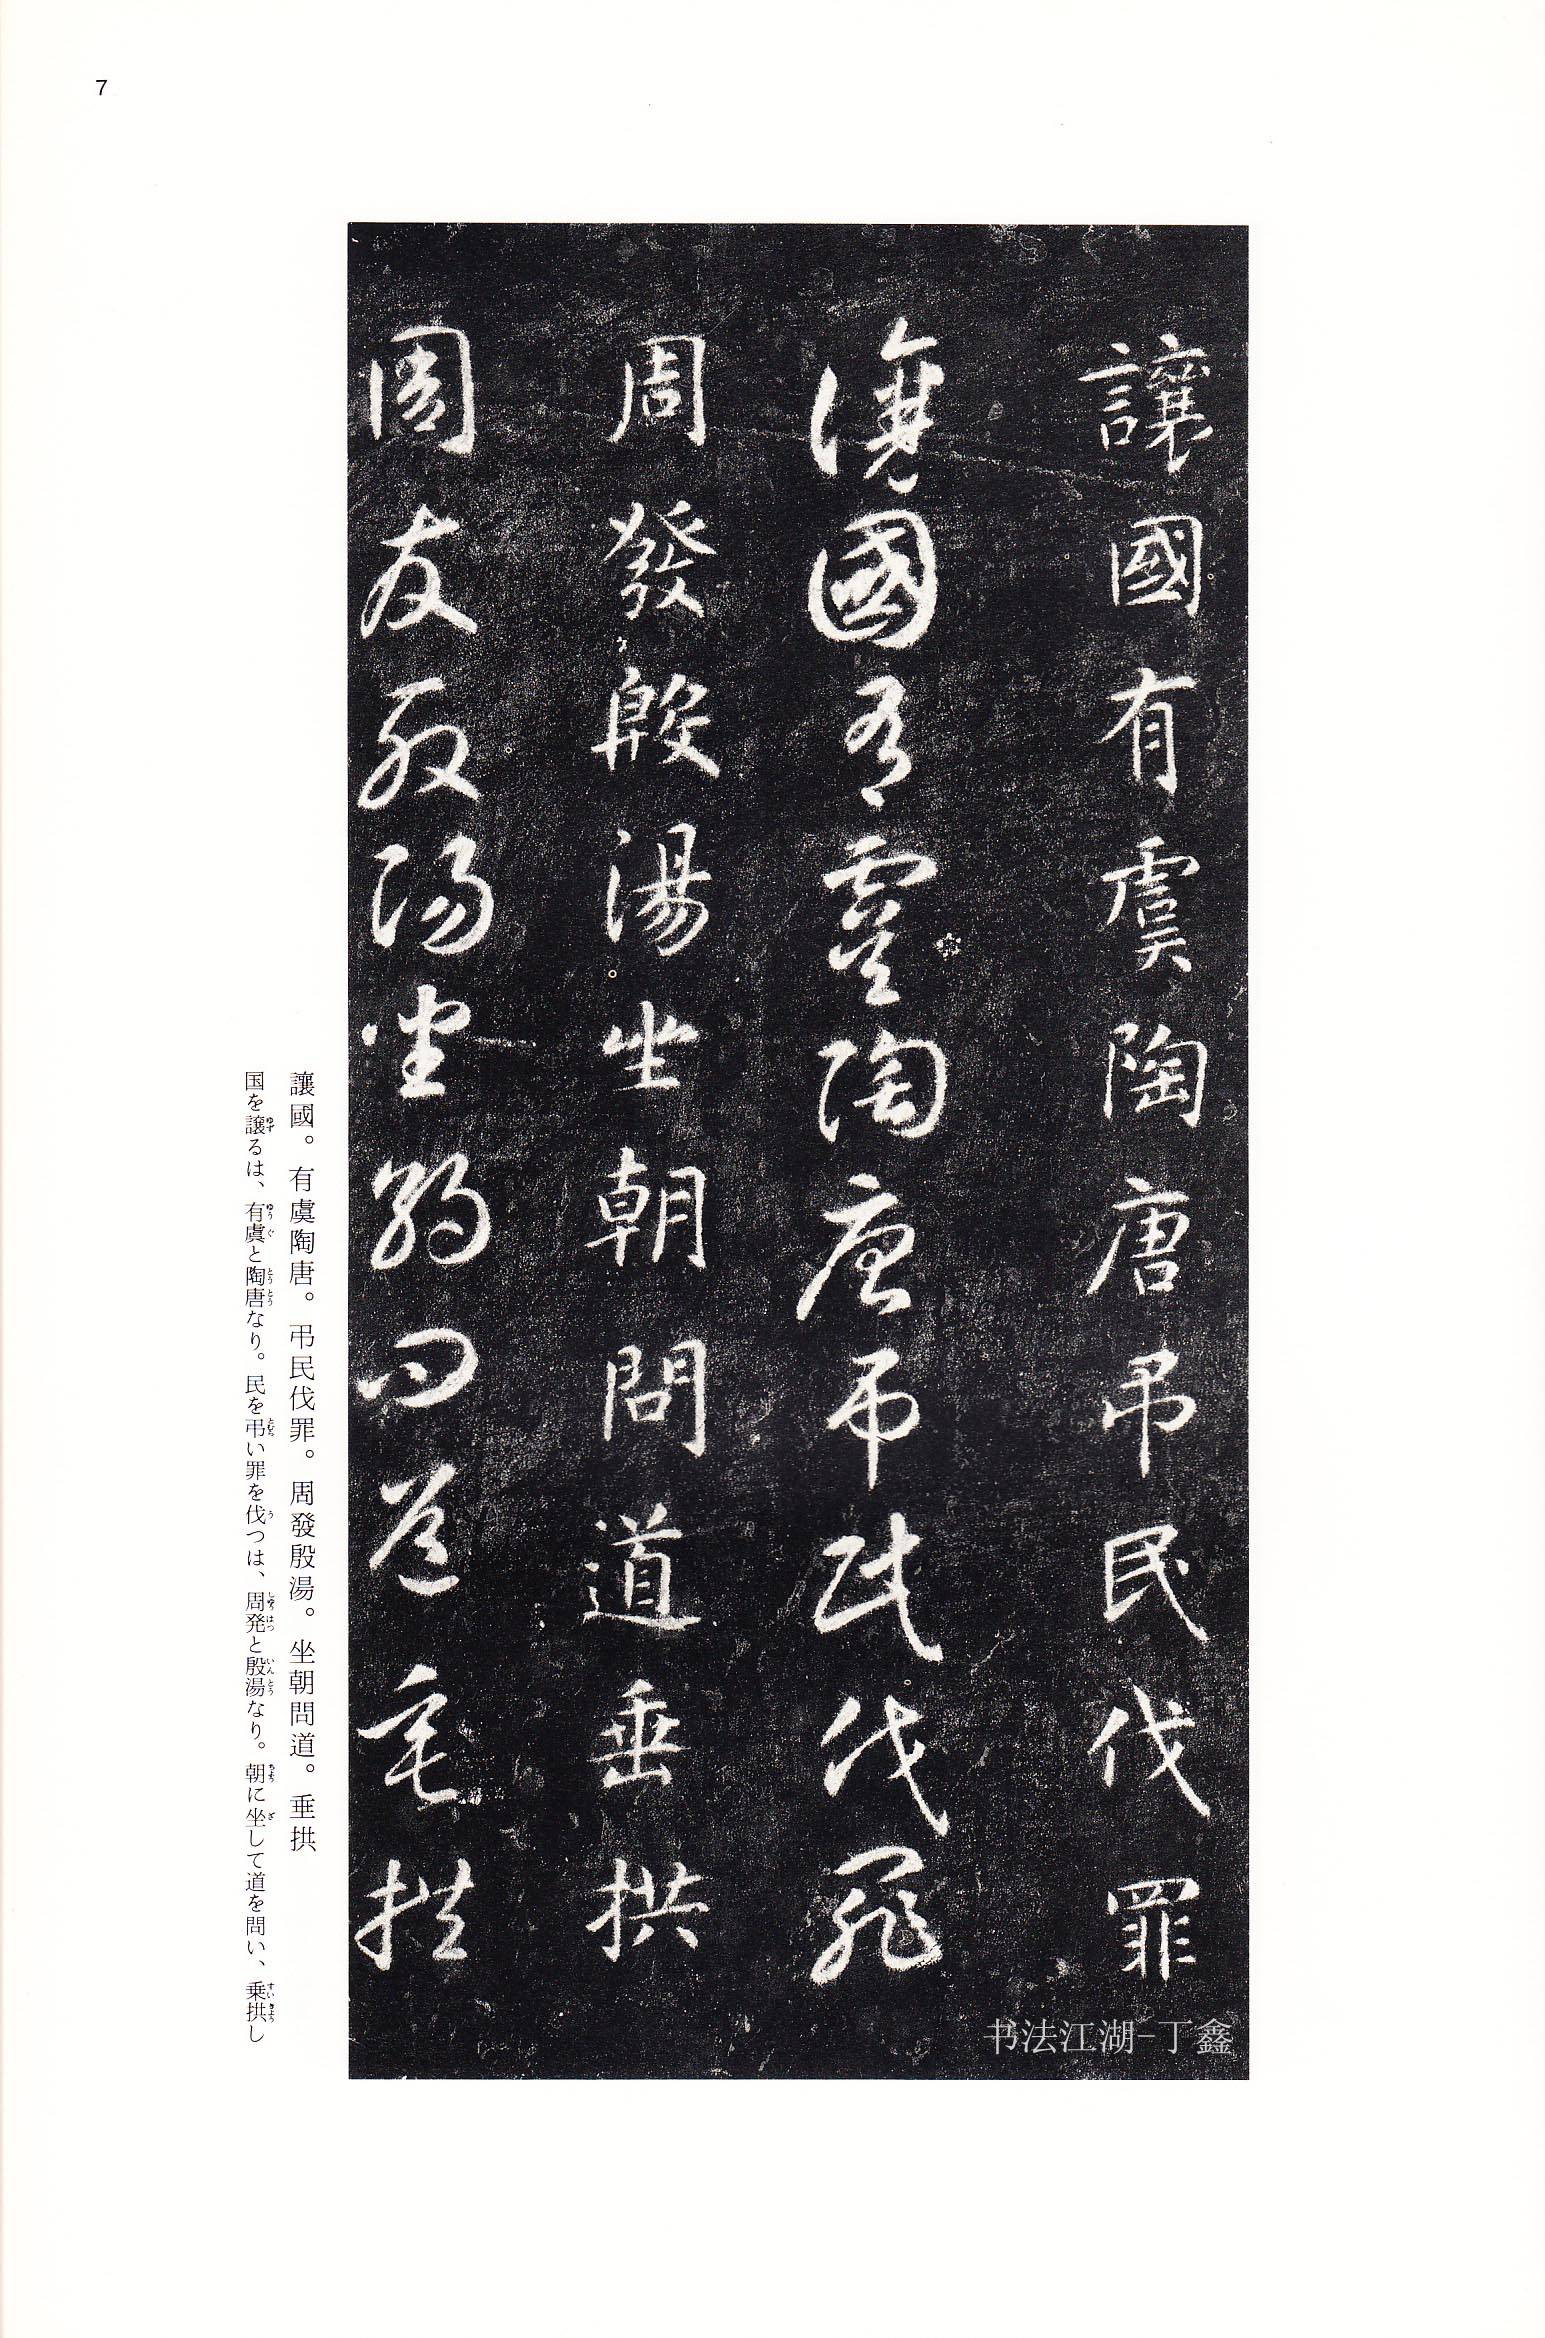 7
讓國有虞陶唐弔民伐罪
讓國有虞陶唐弔民伐罪
周發殷湯坐朝問道垂拱
周發殷湯坐朝問道垂拱
讓國。有虞陶唐。弔民伐罪。周發殷湯。坐朝問道。垂拱
国を譲るは、有虞と陶唐なり。民を弔い罪を伐つは、周発と殷湯なり。朝に坐して道を問い、垂拱し
书法江湖-丁鑫